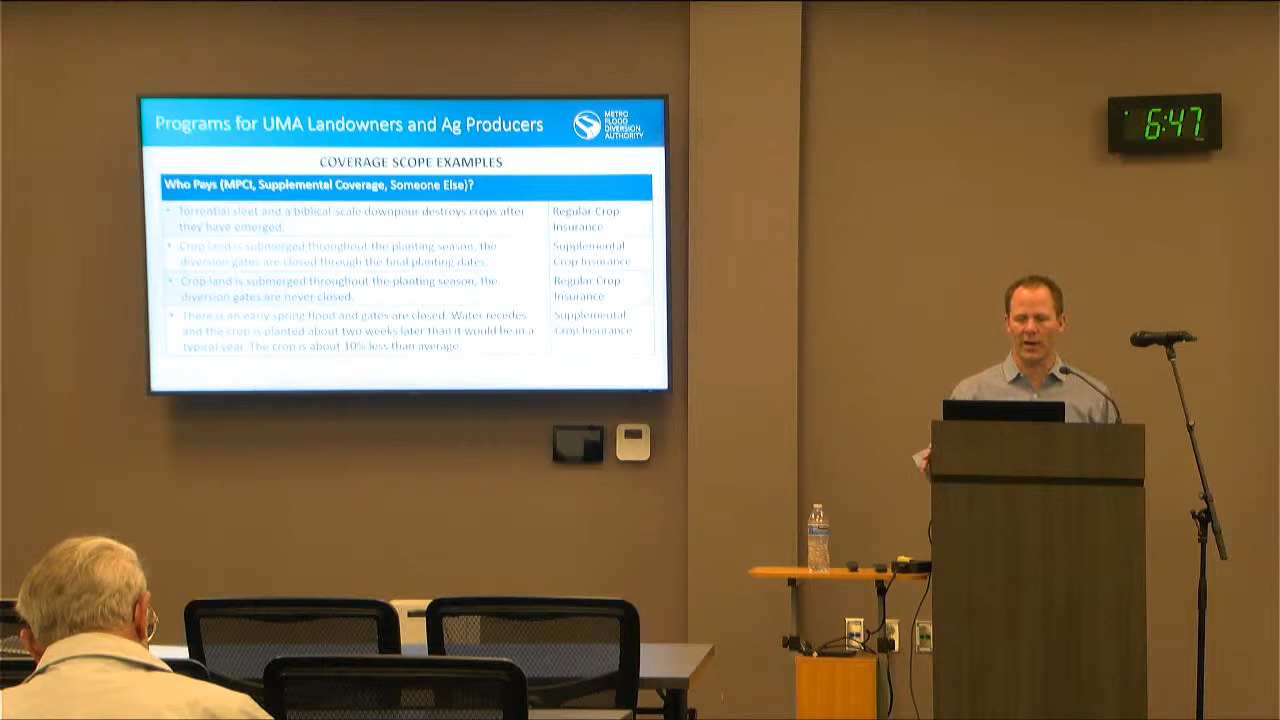 Programs for UMA Landowners and Ag Producers
METRO
FLOOD
DIVERSION
AUTHORITY
COVERAGE SCOPE EXAMPLES
Who Pays (MPCI, Supplemental Coverage, Someone Else)?
• Torrential sleet and a biblical-scale downpour destroys crops after
they have emerged.
Regular Crop
Insurance
• Crop land is submerged throughout the planting season, the
diversion gates are closed through the final planting dates.
Supplemental
Crop Insurance
• Crop land is submerged throughout the planting season, the
diversion gates are never closed.
Regular Crop
Insurance
• There is an early spring flood and gates are closed. Water recedes
and the crop is planted about two weeks later than it would be in a
typical year. The crop is about 10% less than average.
Supplemental
Crop Insurance
6:47